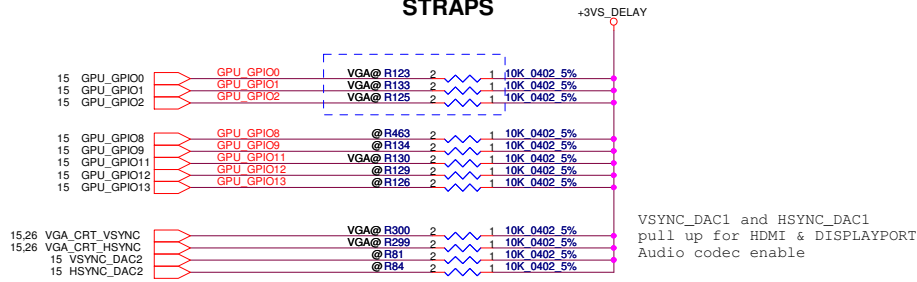 STRAPS
+3VS_DELAY
15 GPU_GPIO0 GPU_GPIO0 VGA@ R123 2 1 10K_0402_5%
15 GPU_GPIO1 GPU_GPIO1 VGA@ R133 2 1 10K_0402_5%
15 GPU_GPIO2 GPU_GPIO2 VGA@ R125 2 1 10K_0402_5%
15 GPU_GPIO8 GPU_GPIO8 @ R463 2 1 10K_0402_5%
15 GPU_GPIO9 GPU_GPIO9 @ R134 2 1 10K_0402_5%
15 GPU_GPIO11 GPU_GPIO11 VGA@ R130 2 1 10K_0402_5%
15 GPU_GPIO12 GPU_GPIO12 @ R129 2 1 10K_0402_5%
15 GPU_GPIO13 GPU_GPIO13 @ R126 2 1 10K_0402_5%
15,26 VGA_CRT_VSYNC VGA@ R300 2 1 10K_0402_5%
15,26 VGA_CRT_HSYNC VGA@ R299 2 1 10K_0402_5%
15 VSYNC_DAC2 @ R81 2 1 10K_0402_5%
15 HSYNC_DAC2 @ R84 2 1 10K_0402_5%
VSYNC_DAC1 and HSYNC_DAC1
pull up for HDMI & DISPLAYPORT
Audio codec enable